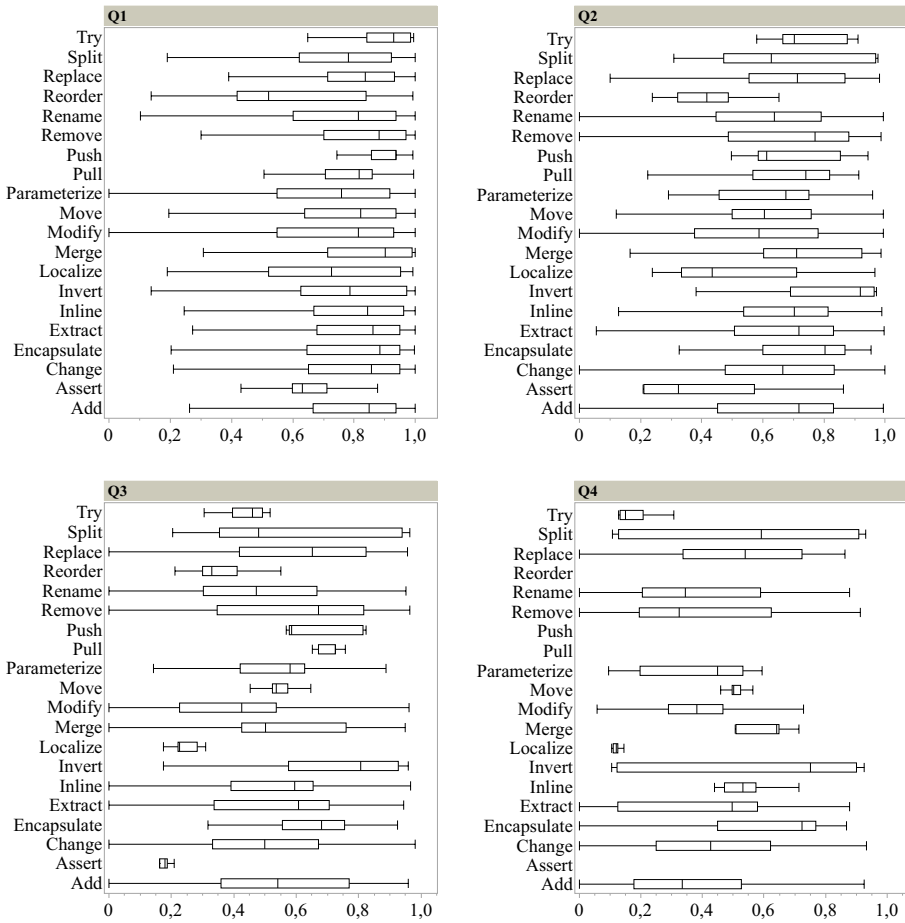 Q1
Try
Split
Replace
Reorder
Rename
Remove
Push
Pull
Parameterize
Move
Modify
Merge
Localize
Invert
Inline
Extract
Encapsulate
Change
Assert
Add
0 0,2 0,4 0,6 0,8 1,0
Q2
Try
Split
Replace
Reorder
Rename
Remove
Push
Pull
Parameterize
Move
Modify
Merge
Localize
Invert
Inline
Extract
Encapsulate
Change
Assert
Add
0 0,2 0,4 0,6 0,8 1,0
Q3
Try
Split
Replace
Reorder
Rename
Remove
Push
Pull
Parameterize
Move
Modify
Merge
Localize
Invert
Inline
Extract
Encapsulate
Change
Assert
Add
0 0,2 0,4 0,6 0,8 1,0
Q4
Try
Split
Replace
Reorder
Rename
Remove
Push
Pull
Parameterize
Move
Modify
Merge
Localize
Invert
Inline
Extract
Encapsulate
Change
Assert
Add
0 0,2 0,4 0,6 0,8 1,0